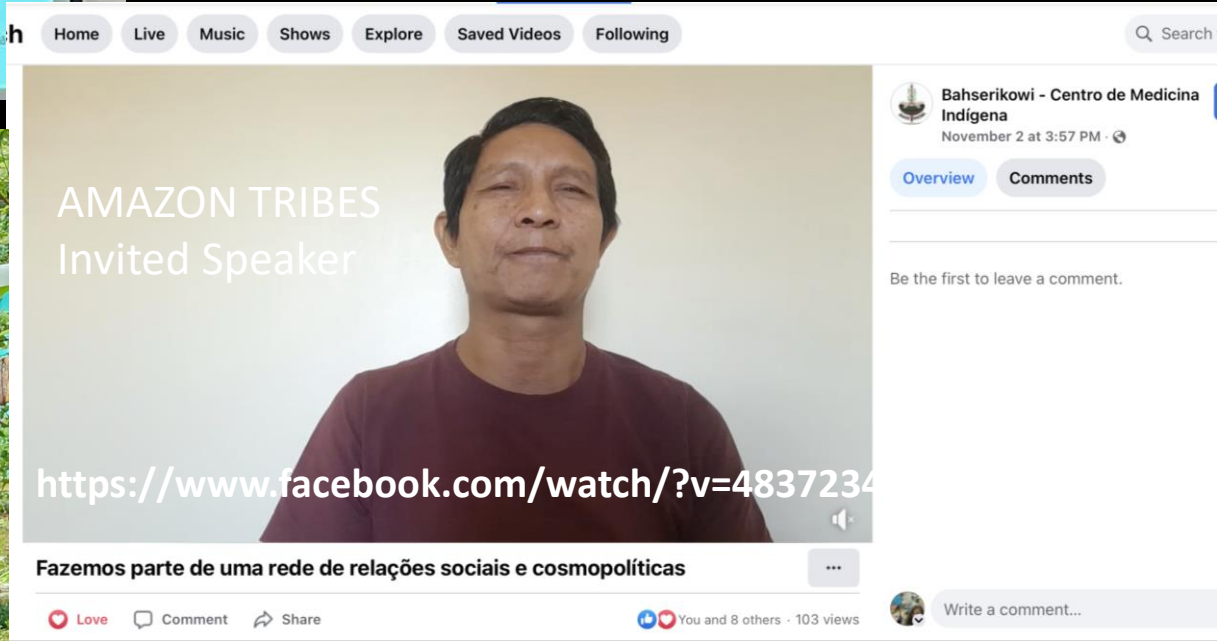 h Home Live Music Shows Explore Saved Videos Following
Search
AMAZON TRIBES
Invited Speaker
https://www.facebook.com/watch/?v=4837234
Fazemos parte de uma rede de relações sociais e cosmopolíticas
Love Comment Share You and 8 others · 103 views
Bahserikowi - Centro de Medicina
Indígena
November 2 at 3:57 PM ·
Overview Comments
Be the first to leave a comment.
Write a comment...